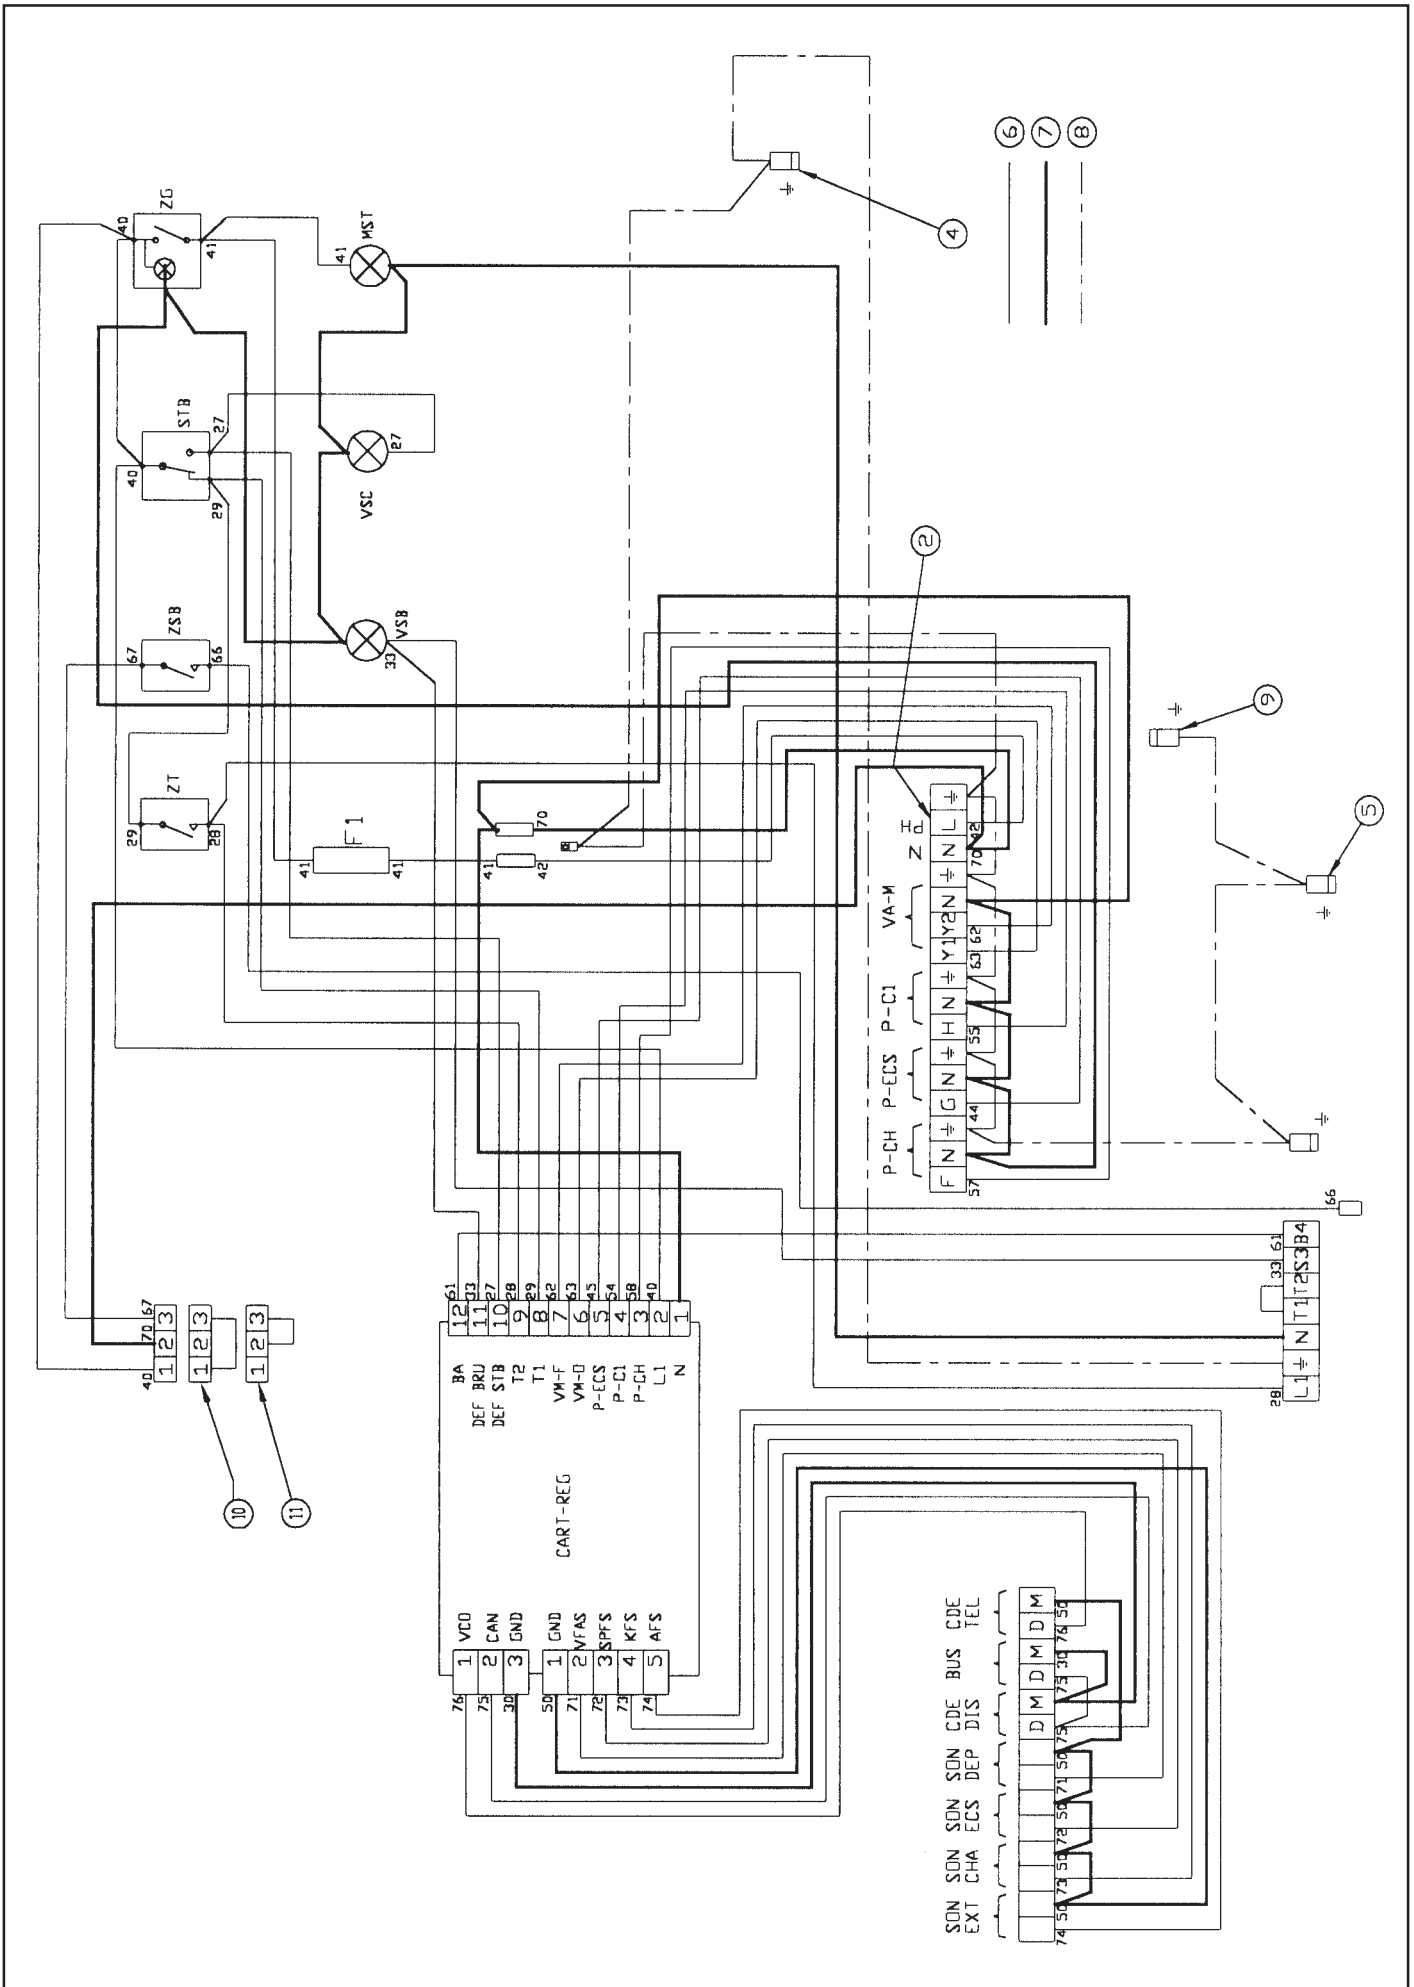 6
7
8
4
40
ZG
41
41
MST
40
STB
27
29
27
VSC
2
67
ZSB
66
33
VSB
9
29
ZT
28
41
F1
41
70
41
42
5
N
PH
VA-M
P-C1
P-ECS
P-CH
F N ⏚ G N ⏚ H N ⏚ Y1 Y2 N ⏚ N L ⏚
57
44
55
63
62
70
42
66
40 70 67
1 2 3
1 2 3
1 2 3
10
11
CART-REG
61 12 BA
33 11 DEF BRU
27 10 DEF STB
28 9 T2
29 8 T1
62 7 VM-F
63 6 VM-O
45 5 P-ECS
54 4 P-C1
58 3 P-CH
40 2 L1
1 N
76 1 VCO
75 2 CAN
30 3 GND
50 1 GND
71 2 VFAS
72 3 SPFS
73 4 KFS
74 5 AFS
28 33 61
L1 ⏚ N T1 T2 S3 B4
SON EXT
SON CHA
SON ECS
SON DEP
CDE DIS
BUS
CDE TEL
D M D M D M
74 50 73 50 72 50 71 50 75 75 30 76 50